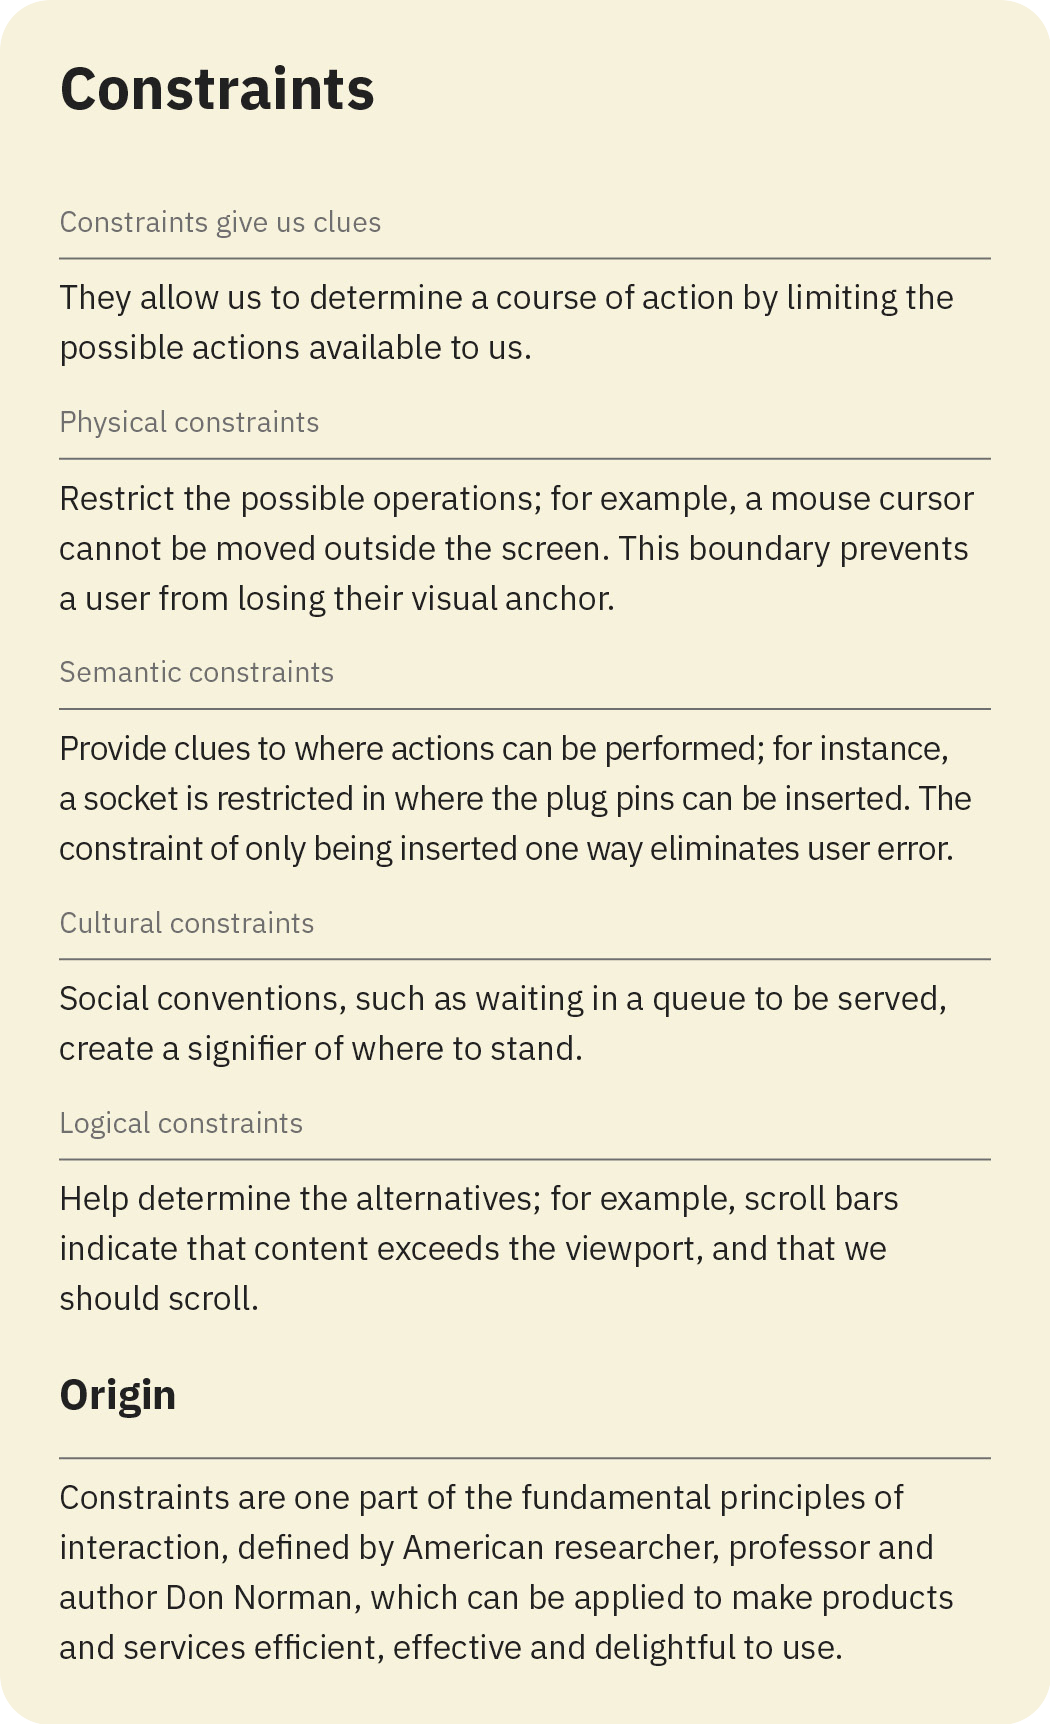 Constraints
Constraints give us clues
They allow us to determine a course of action by limiting the
possible actions available to us.
Physical constraints
Restrict the possible operations; for example, a mouse cursor
cannot be moved outside the screen. This boundary prevents
a user from losing their visual anchor.
Semantic constraints
Provide clues to where actions can be performed; for instance,
a socket is restricted in where the plug pins can be inserted. The
constraint of only being inserted one way eliminates user error.
Cultural constraints
Social conventions, such as waiting in a queue to be served,
create a signifier of where to stand.
Logical constraints
Help determine the alternatives; for example, scroll bars
indicate that content exceeds the viewport, and that we
should scroll.
Origin
Constraints are one part of the fundamental principles of
interaction, defined by American researcher, professor and
author Don Norman, which can be applied to make products
and services efficient, effective and delightful to use.